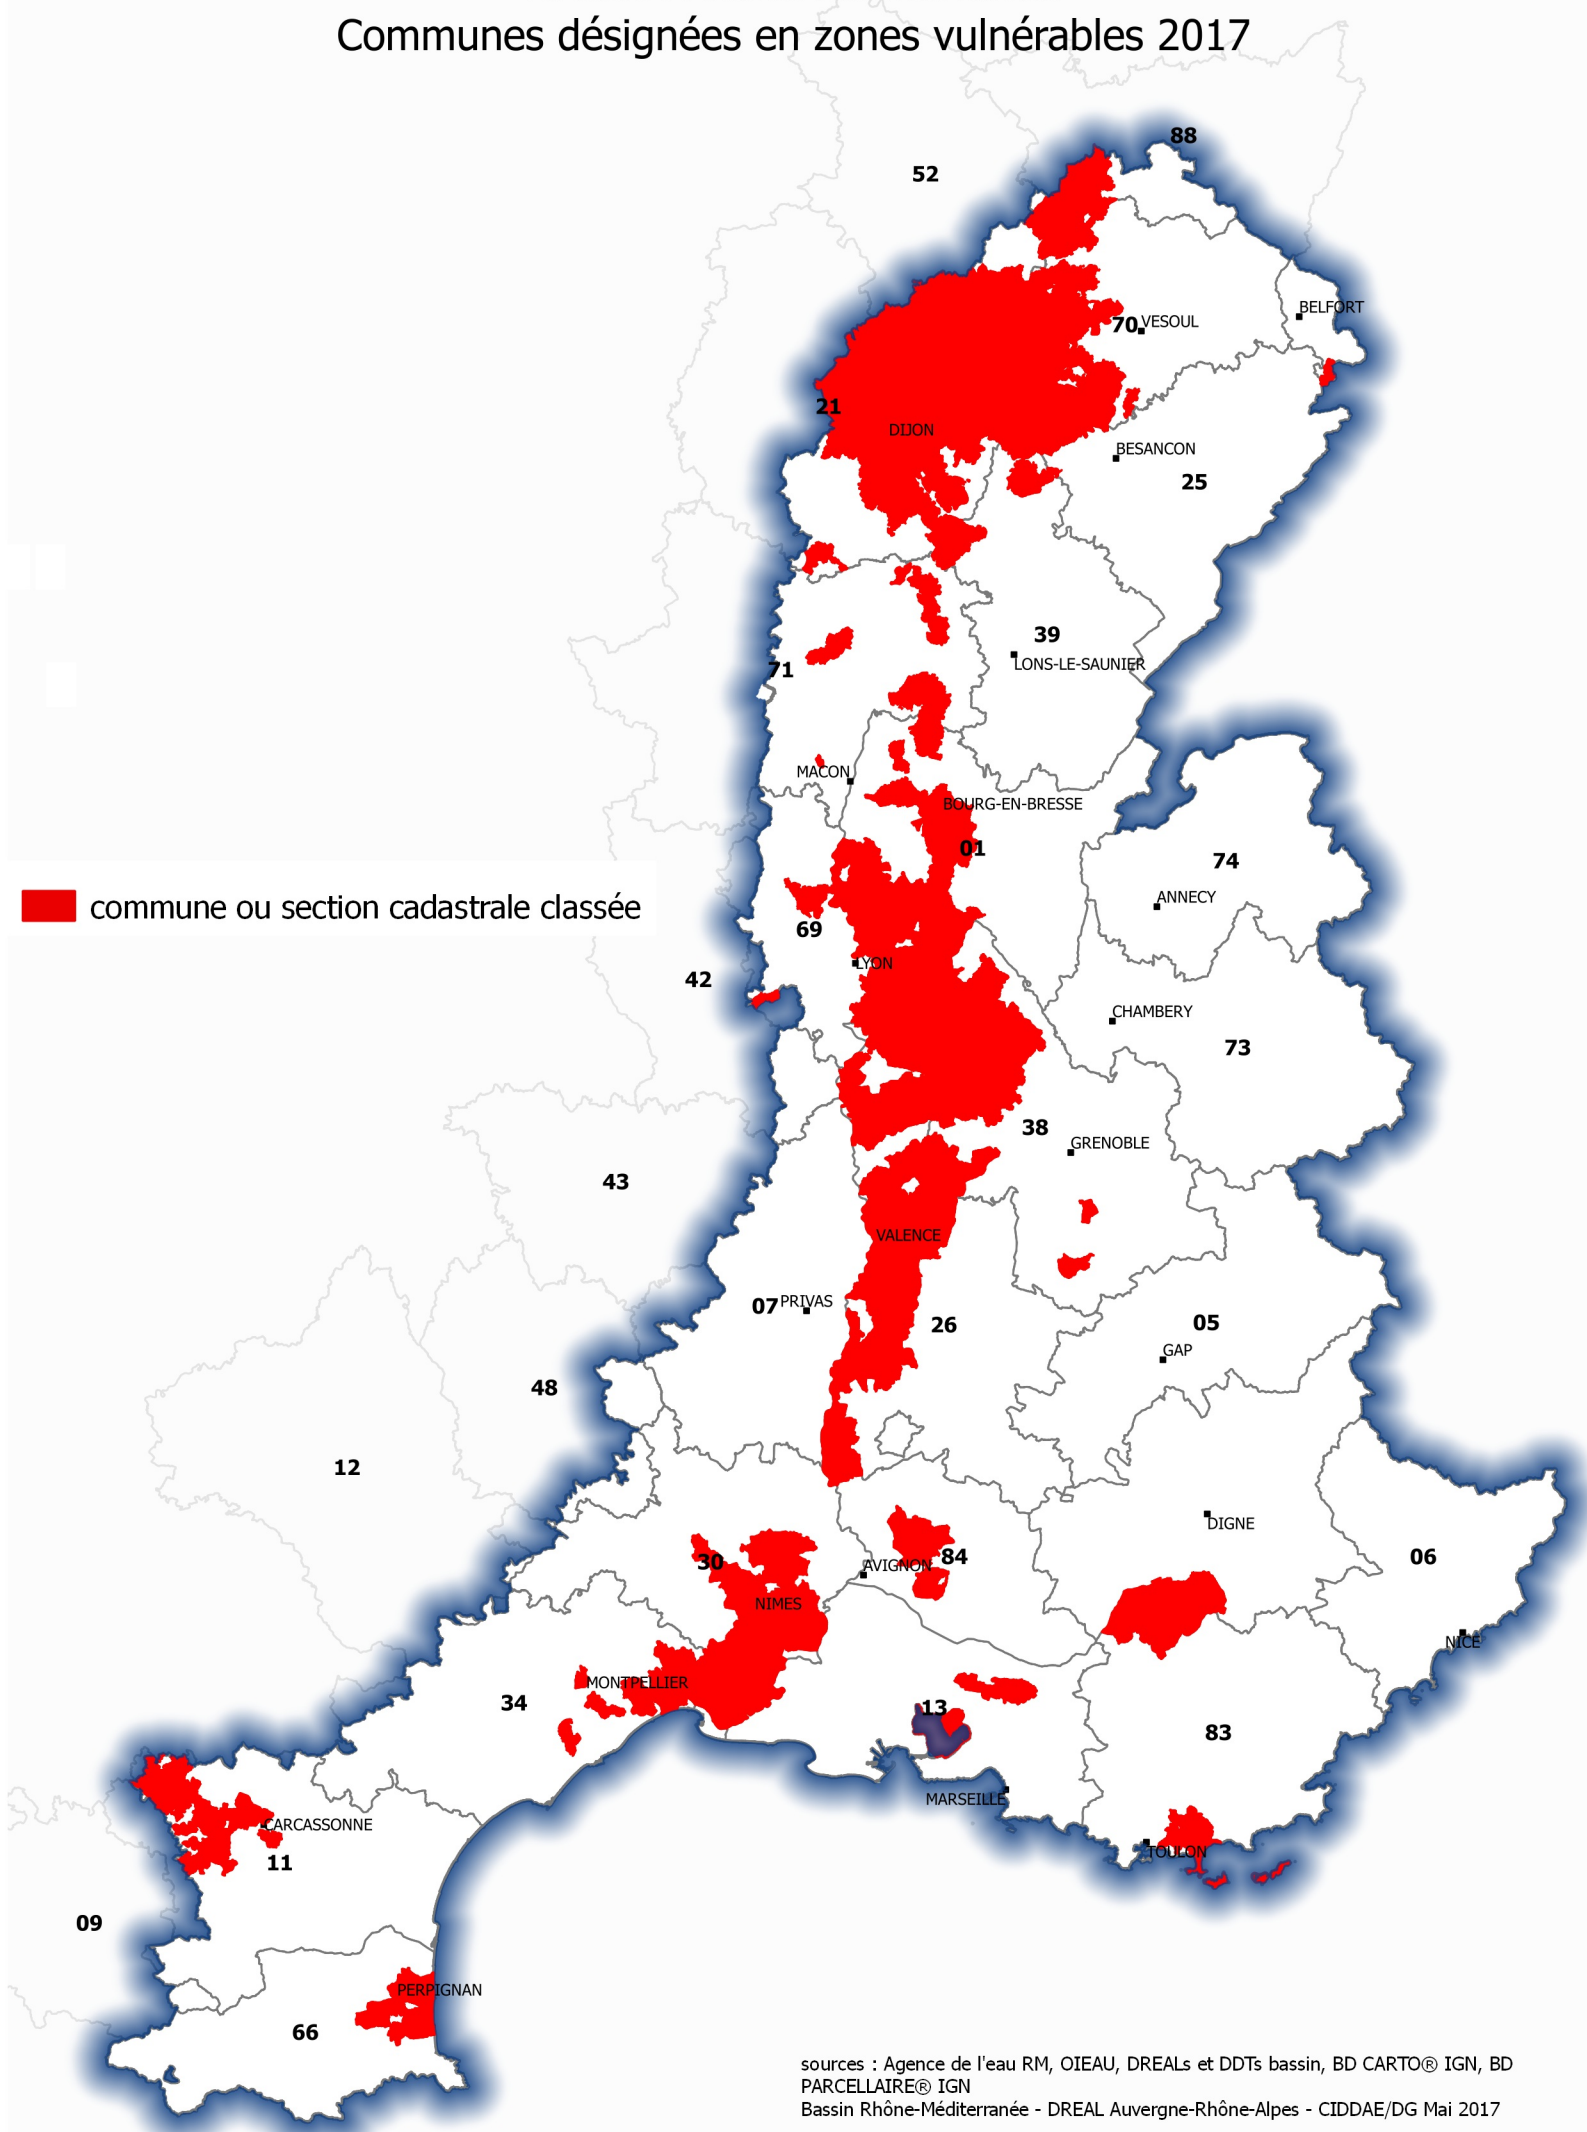 Communes désignées en zones vulnérables 2017
88
52
BELFORT
70
VESOUL
21
DIJON
BESANCON
25
39
LONS-LE-SAUNIER
71
MACON
BOURG-EN-BRESSE
01
74
ANNECY
commune ou section cadastrale classée
69
LYON
42
CHAMBERY
73
38
GRENOBLE
43
VALENCE
07 PRIVAS
26
05
GAP
48
12
DIGNE
30
AVIGNON
84
06
NIMES
NICE
MONTPELLIER
34
13
83
MARSEILLE
CARCASSONNE
TOULON
11
09
PERPIGNAN
66
sources : Agence de l'eau RM, OIEAU, DREALs et DDTs bassin, BD CARTO® IGN, BD
PARCELLAIRE® IGN
Bassin Rhône-Méditerranée - DREAL Auvergne-Rhône-Alpes - CIDDAE/DG Mai 2017